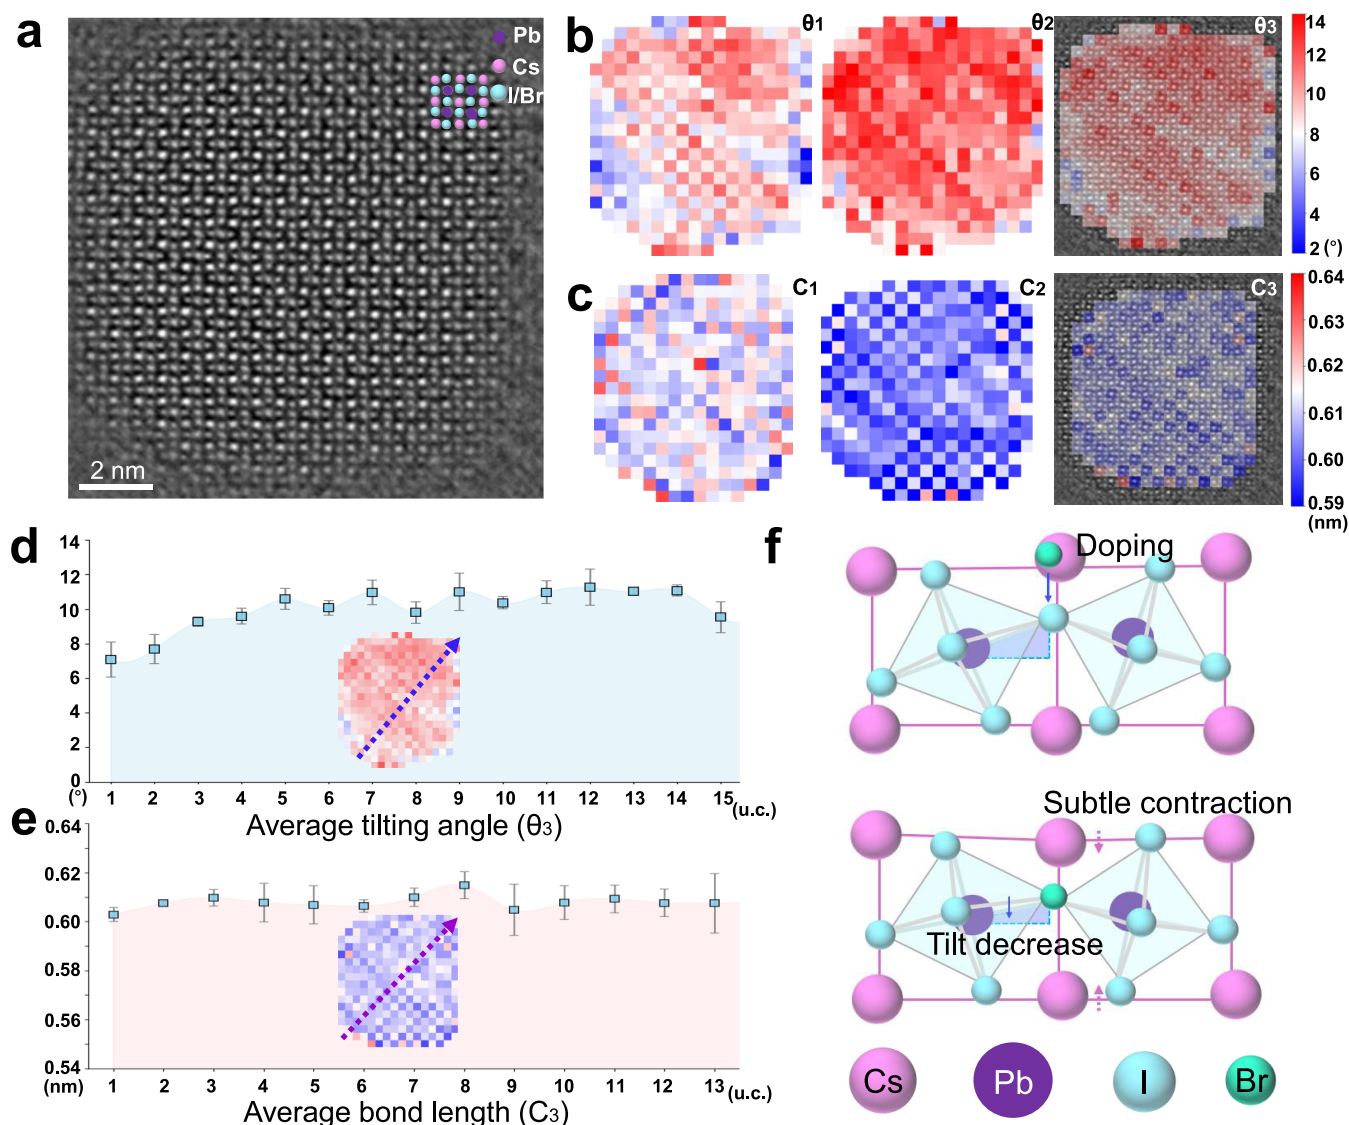 a
Pb
Cs
I/Br
2 nm
b
θ1
θ2
θ3
14
12
10
8
6
4
2 (°)
c
C1
C2
C3
0.64
0.63
0.62
0.61
0.60
0.59
(nm)
d
14
12
10
8
6
4
2
0
(°)
1 2 3 4 5 6 7 8 9 10 11 12 13 14 15 (u.c.)
Average tilting angle (θ3)
e
0.64
0.62
0.60
0.58
0.56
0.54
(nm)
1 2 3 4 5 6 7 8 9 10 11 12 13 (u.c.)
Average bond length (C3)
f
Doping
Subtle contraction
Tilt decrease
Cs Pb I Br